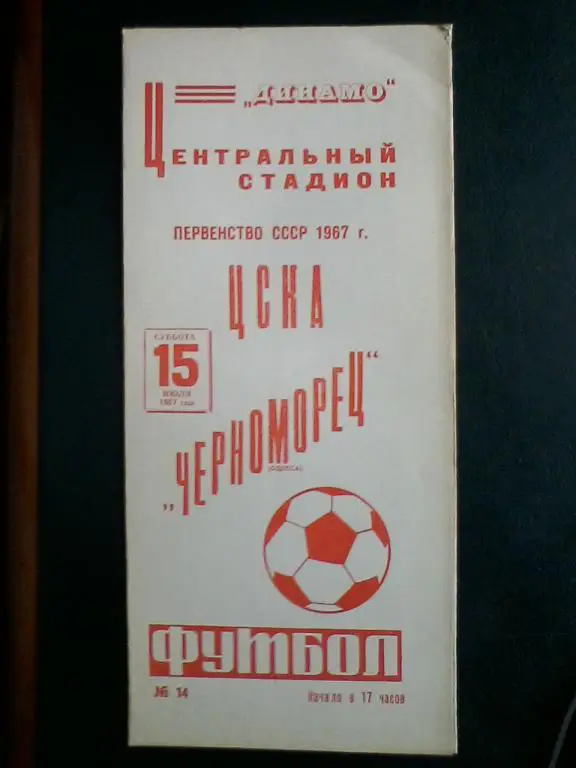 „ДИНАМО“
ЦЕНТРАЛЬНЫЙ
СТАДИОН
ПЕРВЕНСТВО СССР 1967 г.
ЦСКА
СУББОТА
15
ИЮЛЯ
1967 года
„ЧЕРНОМОРЕЦ“
(ОДЕССА)
ФУТБОЛ
№ 14
Начало в 17 часов